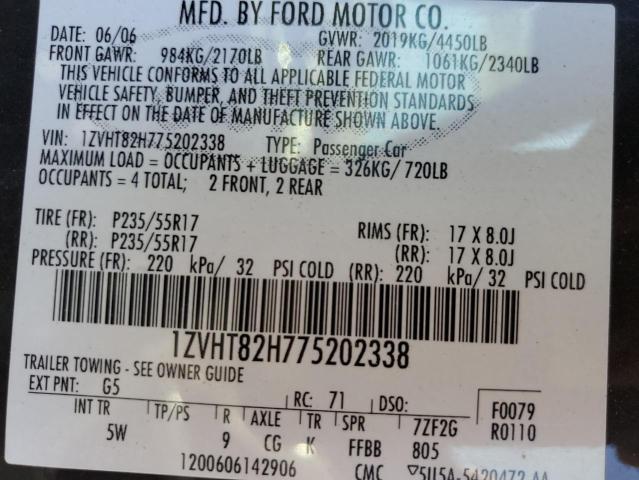 MFD. BY FORD MOTOR CO.
DATE: 06/06 GVWR: 2019KG/4450LB
FRONT GAWR: 984KG/2170LB REAR GAWR: 1061KG/2340LB
THIS VEHICLE CONFORMS TO ALL APPLICABLE FEDERAL MOTOR
VEHICLE SAFETY, BUMPER, AND THEFT PREVENTION STANDARDS
IN EFFECT ON THE DATE OF MANUFACTURE SHOWN ABOVE.
VIN: 1ZVHT82H775202338 TYPE: Passenger Car
MAXIMUM LOAD = OCCUPANTS + LUGGAGE = 326KG/720LB
OCCUPANTS = 4 TOTAL; 2 FRONT, 2 REAR
TIRE (FR): P235/55R17 RIMS (FR): 17 X 8.0J
(RR): P235/55R17 (RR): 17 X 8.0J
PRESSURE (FR): 220 kPa/ 32 PSI COLD (RR): 220 kPa/ 32 PSI COLD
1ZVHT82H775202338
TRAILER TOWING - SEE OWNER GUIDE
EXT PNT: G5 RC: 71 DSO: F0079
INT TR TP/PS R AXLE TR SPR 7ZF2G R0110
5W 9 CG K FFBB 805
1200606142906 CMC ▽5U5A-5420472-AA